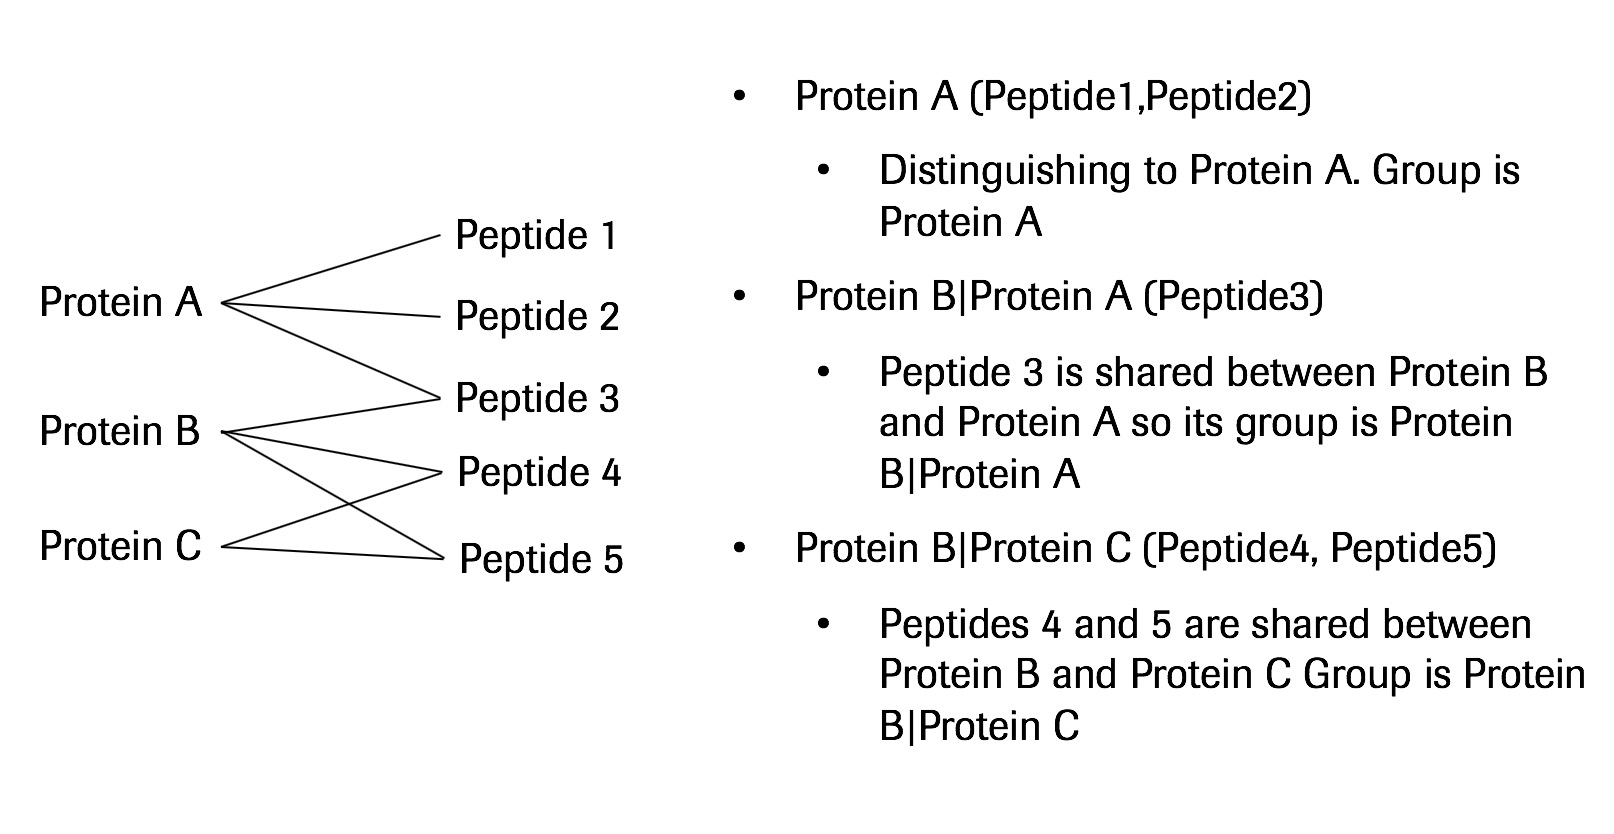 Protein A
Protein B
Protein C
Peptide 1
Peptide 2
Peptide 3
Peptide 4
Peptide 5
• Protein A (Peptide1,Peptide2)
• Distinguishing to Protein A. Group is
Protein A
• Protein B|Protein A (Peptide3)
• Peptide 3 is shared between Protein B
and Protein A so its group is Protein
B|Protein A
• Protein B|Protein C (Peptide4, Peptide5)
• Peptides 4 and 5 are shared between
Protein B and Protein C Group is Protein
B|Protein C